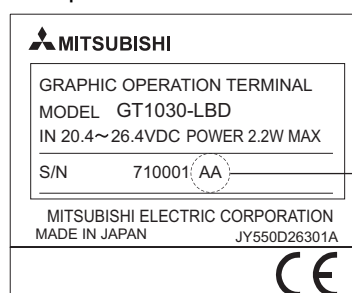 MITSUBISHI
GRAPHIC OPERATION TERMINAL
MODEL GT1030-LBD
IN 20.4～26.4VDC POWER 2.2W MAX
S/N 710001 AA
MITSUBISHI ELECTRIC CORPORATION
MADE IN JAPAN JY550D26301A
CE